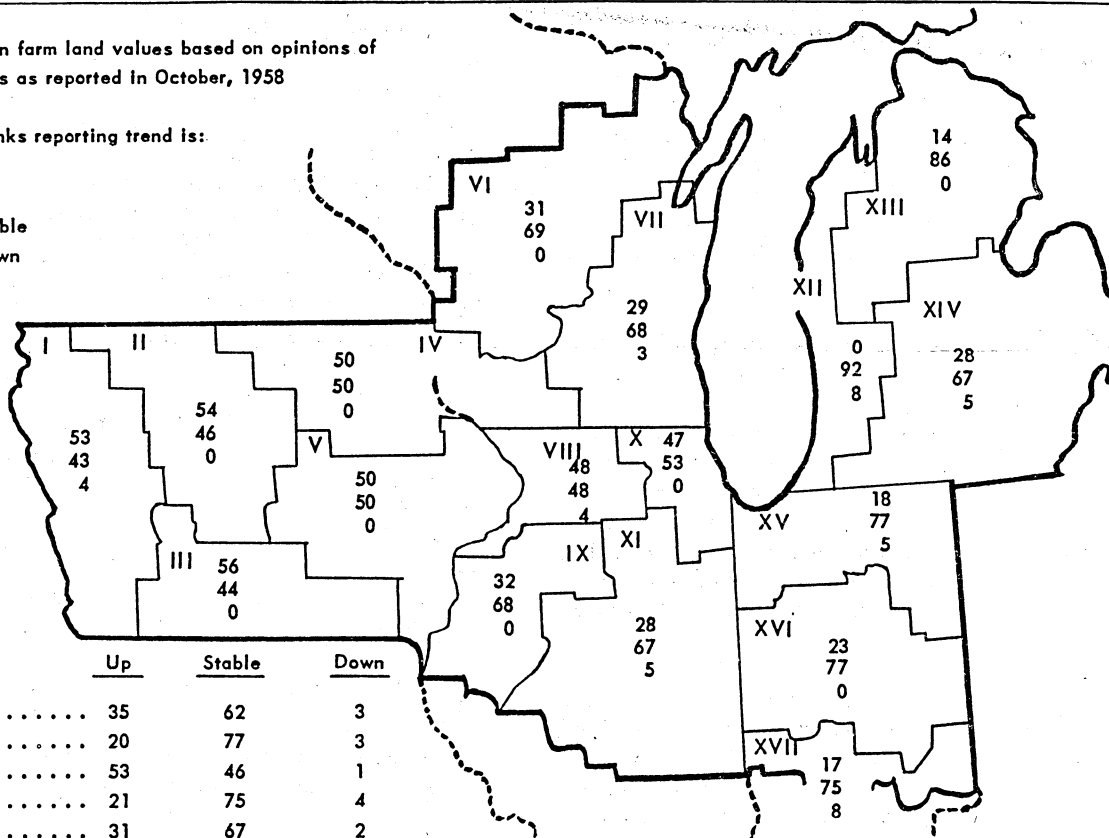 n farm land values based on opinions of
s as reported in October, 1958
nks reporting trend is:
ble
wn
VI
31
69
0
VII
29
68
3
14
86
0
XIII
XII
0
92
8
XIV
28
67
5
I
53
43
4
II
54
46
0
IV
50
50
0
V
50
50
0
III
56
44
0
VIII
48
48
4
X
47
53
0
IX
32
68
0
XI
28
67
5
XV
18
77
5
XVI
23
77
0
XVII
17
75
8
Up Stable Down
...... 35 62 3
...... 20 77 3
...... 53 46 1
...... 21 75 4
...... 31 67 2